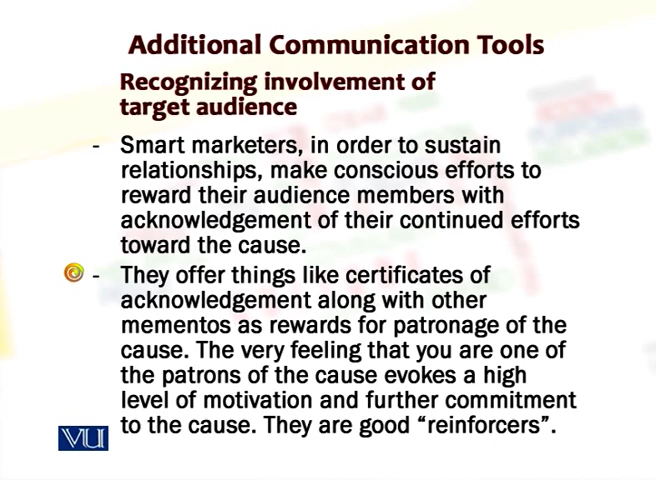 Additional Communication Tools
Recognizing involvement of
target audience
- Smart marketers, in order to sustain
relationships, make conscious efforts to
reward their audience members with
acknowledgement of their continued efforts
toward the cause.
- They offer things like certificates of
acknowledgement along with other
mementos as rewards for patronage of the
cause. The very feeling that you are one of
the patrons of the cause evokes a high
level of motivation and further commitment
to the cause. They are good “reinforcers”.
VU